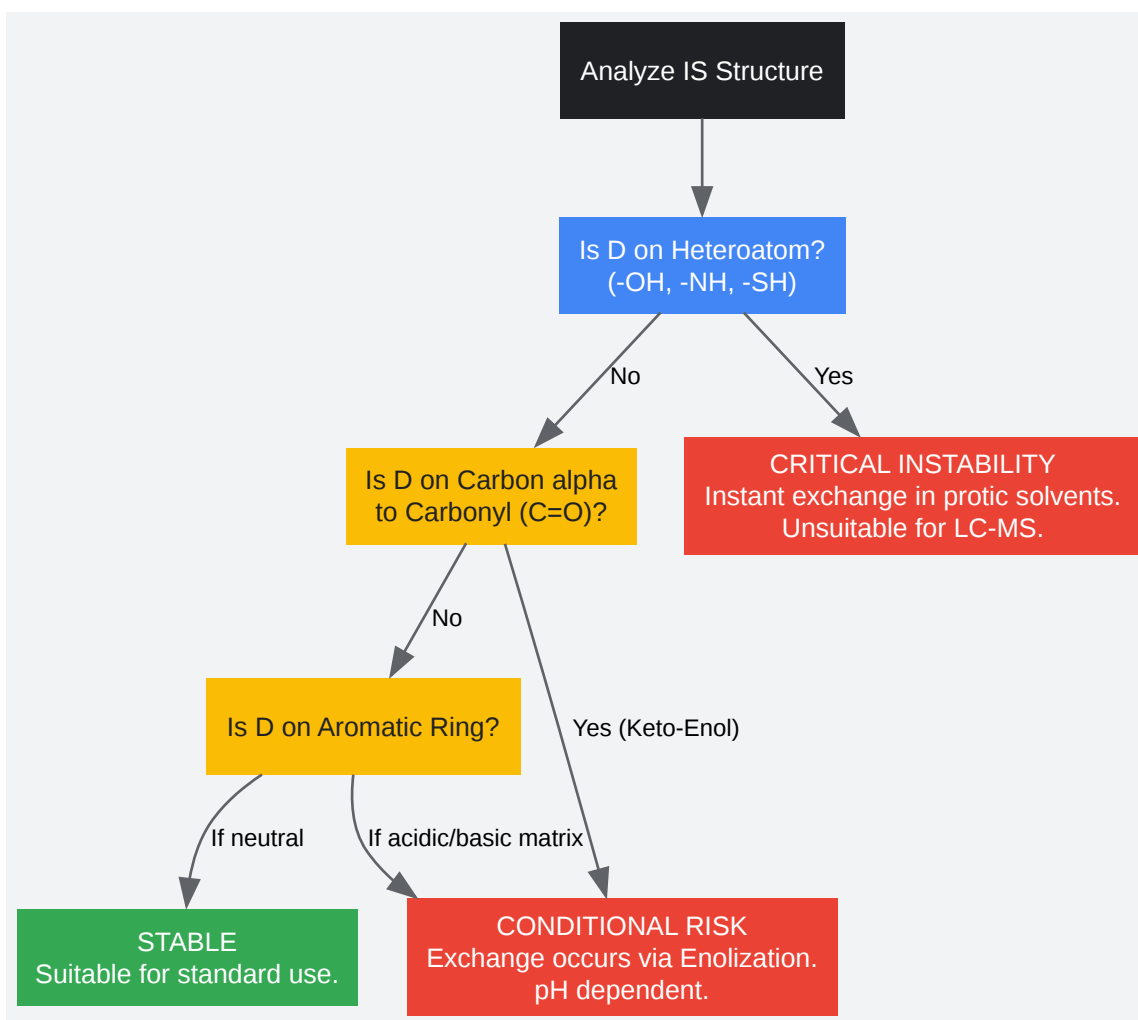 Analyze IS Structure
Is D on Heteroatom?
(-OH, -NH, -SH)
No
Yes
Is D on Carbon alpha
to Carbonyl (C=O)?
CRITICAL INSTABILITY
Instant exchange in protic solvents.
Unsuitable for LC-MS.
No
Yes (Keto-Enol)
Is D on Aromatic Ring?
If neutral
If acidic/basic matrix
STABLE
Suitable for standard use.
CONDITIONAL RISK
Exchange occurs via Enolization.
pH dependent.